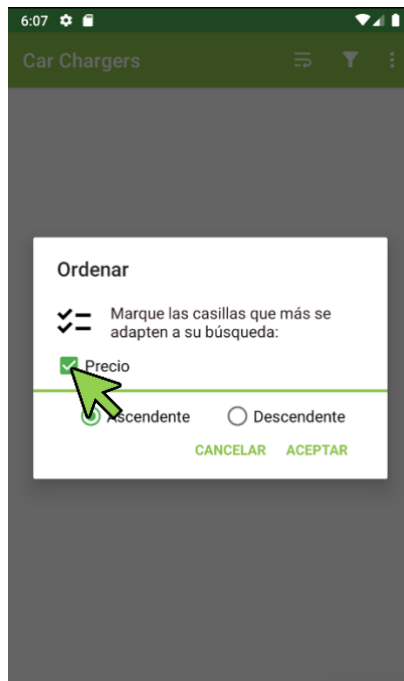 6:07
Car Chargers
Ordenar
Marque las casillas que más se
adapten a su búsqueda:
Precio
Ascendente
Descendente
CANCELAR ACEPTAR